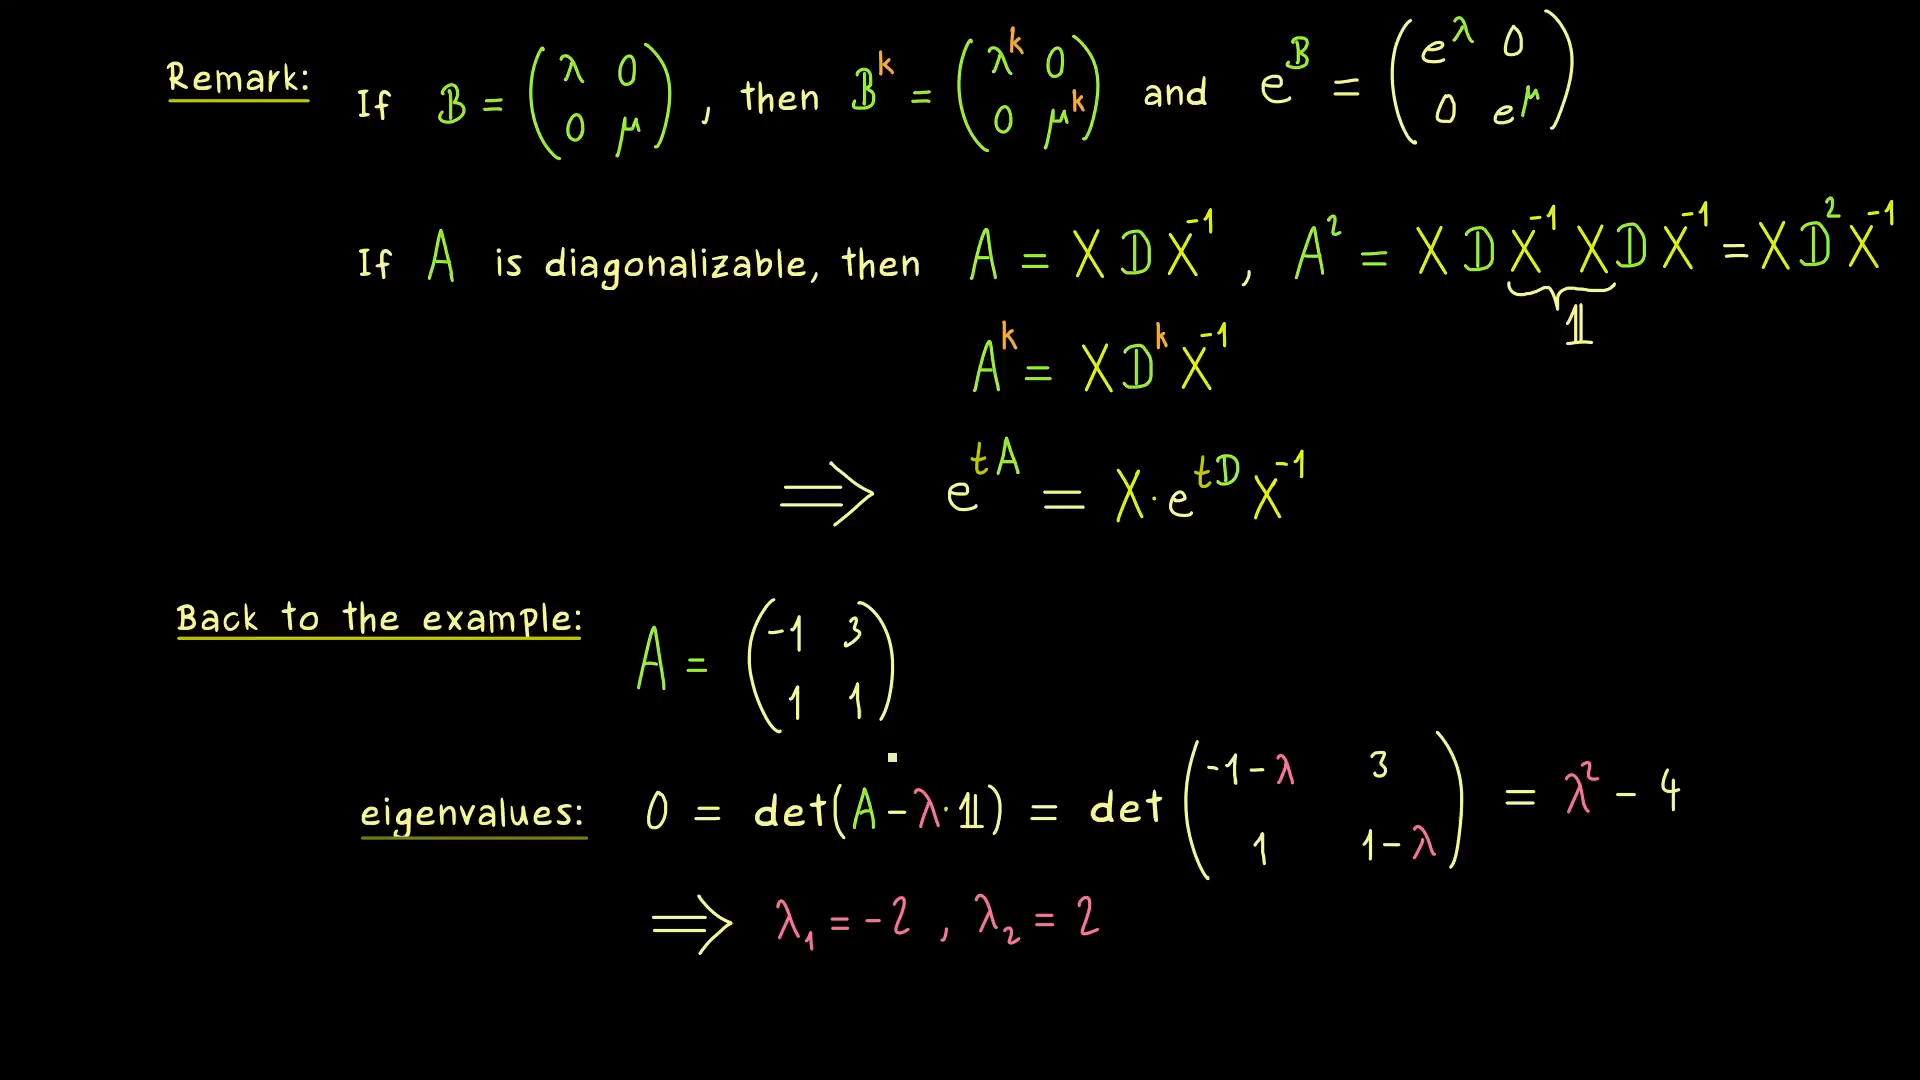 Remark: If B = (λ 0 0 μ), then B^k = (λ^k 0 0 μ^k) and e^B = (e^λ 0 0 e^μ)
If A is diagonalizable, then A = X D X^-1, A^2 = X D X^-1 X D X^-1 = X D^2 X^-1
𝟙
A^k = X D^k X^-1
⟹ e^tA = X · e^tD X^-1
Back to the example: A = (-1 3 1 1)
eigenvalues: 0 = det(A - λ · 𝟙) = det(-1-λ 3 1 1-λ) = λ^2 - 4
⟹ λ_1 = -2, λ_2 = 2